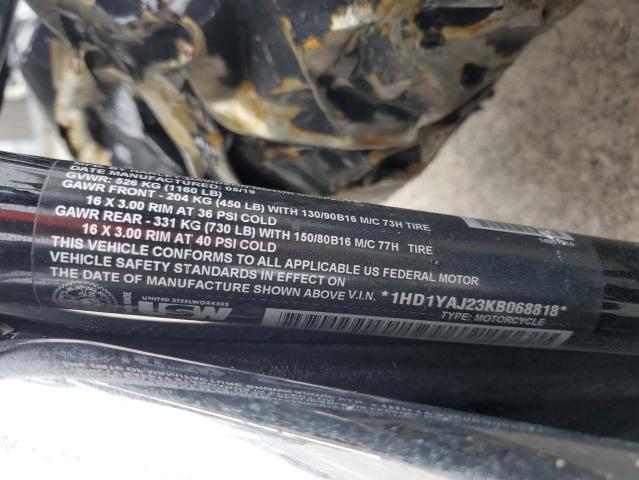 DATE MANUFACTURED: 05/19
GVWR: 526 KG (1160 LB)
GAWR FRONT - 204 KG (450 LB) WITH 130/90B16 M/C 73H TIRE
16 X 3.00 RIM AT 36 PSI COLD
GAWR REAR - 331 KG (730 LB) WITH 150/80B16 M/C 77H TIRE
16 X 3.00 RIM AT 40 PSI COLD
THIS VEHICLE CONFORMS TO ALL APPLICABLE US FEDERAL MOTOR
VEHICLE SAFETY STANDARDS IN EFFECT ON
THE DATE OF MANUFACTURE SHOWN ABOVE V.I.N. *1HD1YAJ23KB068818*
TYPE: MOTORCYCLE
UNITED STEELWORKERS
USW